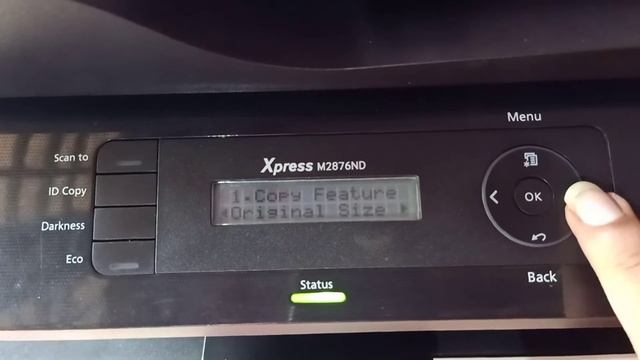 Menu
Scan to
Xpress M2876ND
ID Copy
1.Copy Feature
OK
Original Size
Darkness
Eco
Back
Status